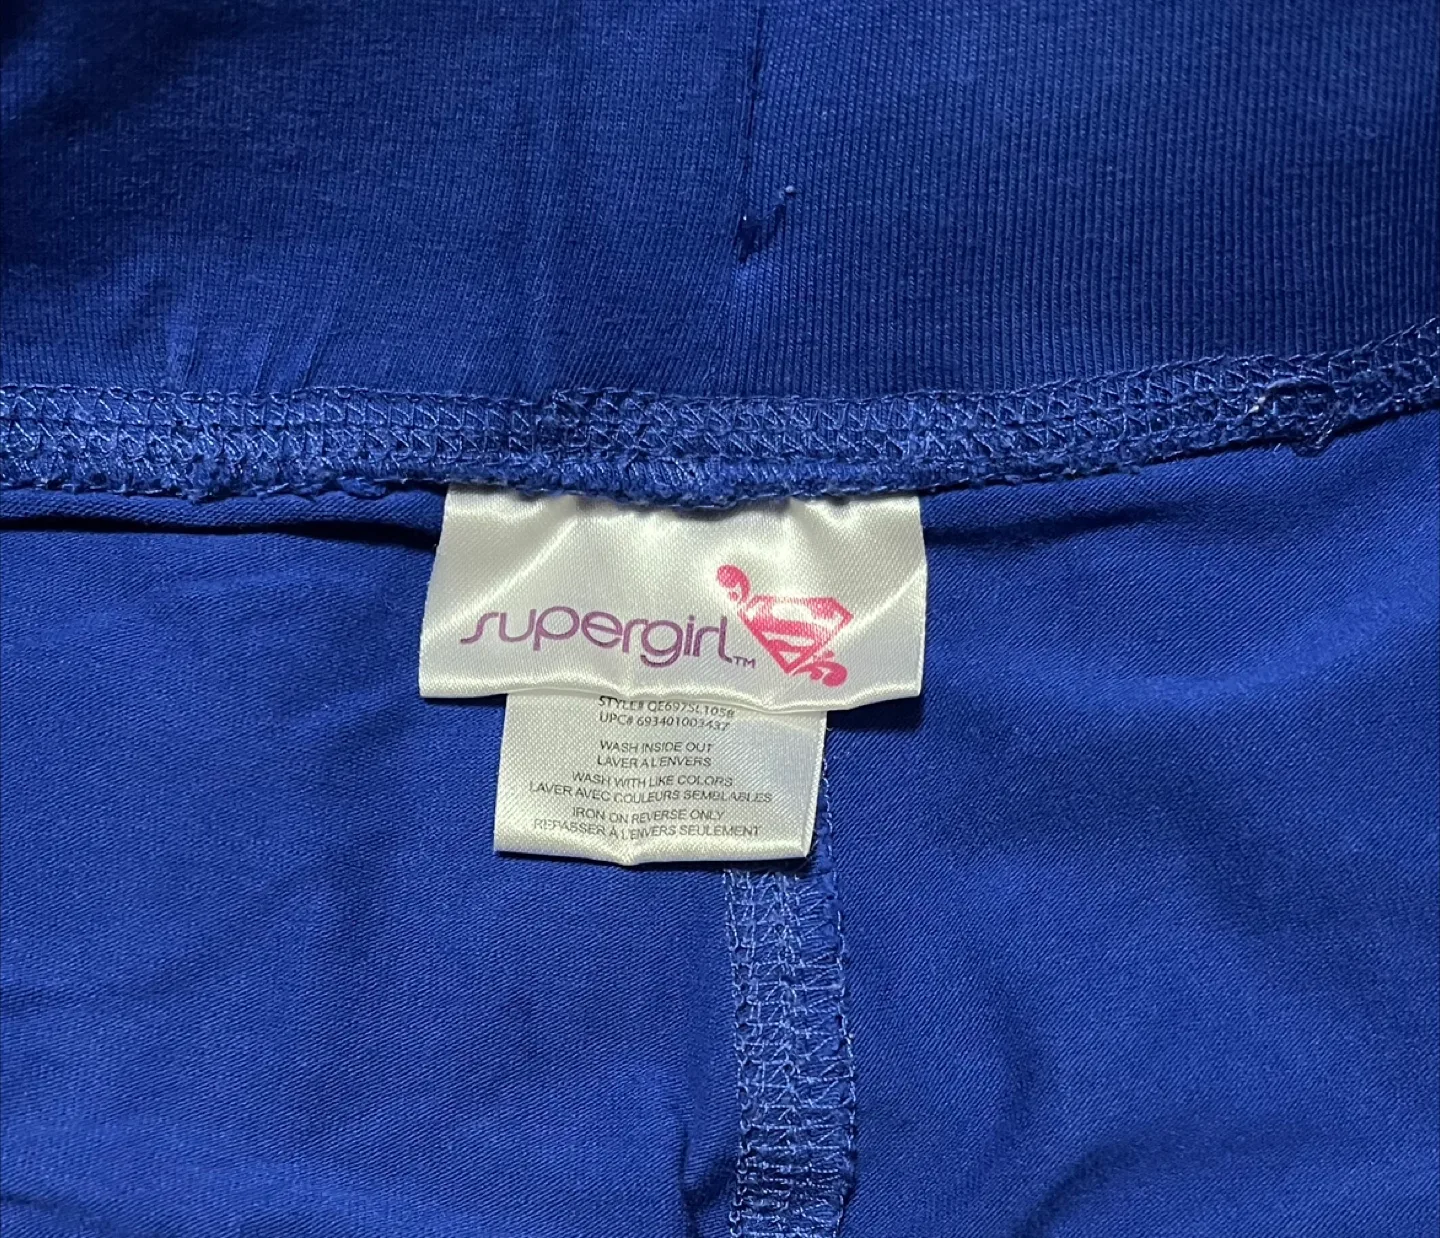 supergirl™
STYLE# QE697SL1056
UPC# 693401003437
WASH INSIDE OUT
LAVER A L'ENVERS
WASH WITH LIKE COLORS
LAVER AVEC COULEURS SEMBLABLES
IRON ON REVERSE ONLY
REPASSER À L'ENVERS SEULEMENT